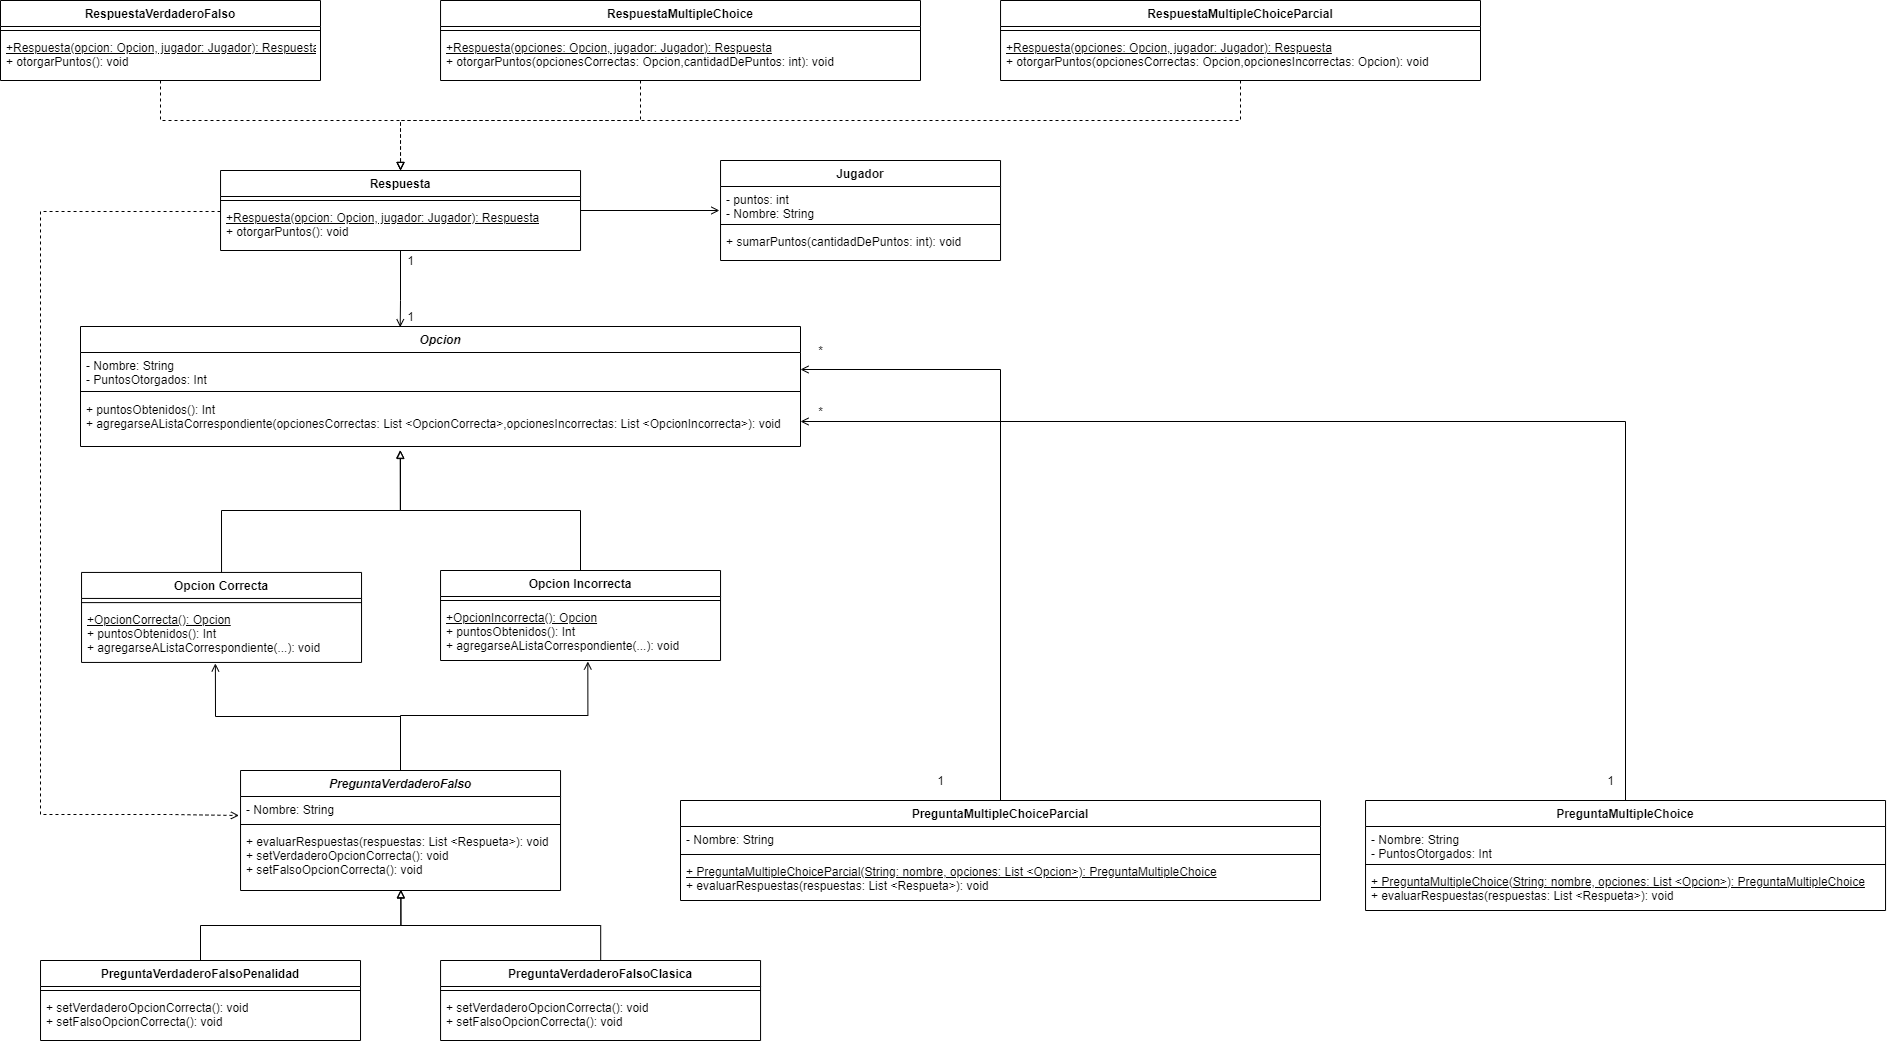 RespuestaVerdaderoFalso
+Respuesta(opcion: Opcion, jugador: Jugador): Respuesta
+ otorgarPuntos(): void
RespuestaMultipleChoice
+Respuesta(opciones: Opcion, jugador: Jugador): Respuesta
+ otorgarPuntos(opcionesCorrectas: Opcion,cantidadDePuntos: int): void
RespuestaMultipleChoiceParcial
+Respuesta(opciones: Opcion, jugador: Jugador): Respuesta
+ otorgarPuntos(opcionesCorrectas: Opcion,opcionesIncorrectas: Opcion): void
Respuesta
+Respuesta(opcion: Opcion, jugador: Jugador): Respuesta
+ otorgarPuntos(): void
Jugador
- puntos: int
- Nombre: String
+ sumarPuntos(cantidadDePuntos: int): void
1
1
Opcion
- Nombre: String
- PuntosOtorgados: Int
+ puntosObtenidos(): Int
+ agregarseAListaCorrespondiente(opcionesCorrectas: List <OpcionCorrecta>,opcionesIncorrectas: List <OpcionIncorrecta>): void
*
*
Opcion Correcta
+OpcionCorrecta(): Opcion
+ puntosObtenidos(): Int
+ agregarseAListaCorrespondiente(...): void
Opcion Incorrecta
+OpcionIncorrecta(): Opcion
+ puntosObtenidos(): Int
+ agregarseAListaCorrespondiente(...): void
PreguntaVerdaderoFalso
- Nombre: String
+ evaluarRespuestas(respuestas: List <Respueta>): void
+ setVerdaderoOpcionCorrecta(): void
+ setFalsoOpcionCorrecta(): void
1
PreguntaMultipleChoiceParcial
- Nombre: String
+ PreguntaMultipleChoiceParcial(String: nombre, opciones: List <Opcion>): PreguntaMultipleChoice
+ evaluarRespuestas(respuestas: List <Respueta>): void
1
PreguntaMultipleChoice
- Nombre: String
- PuntosOtorgados: Int
+ PreguntaMultipleChoice(String: nombre, opciones: List <Opcion>): PreguntaMultipleChoice
+ evaluarRespuestas(respuestas: List <Respueta>): void
PreguntaVerdaderoFalsoPenalidad
+ setVerdaderoOpcionCorrecta(): void
+ setFalsoOpcionCorrecta(): void
PreguntaVerdaderoFalsoClasica
+ setVerdaderoOpcionCorrecta(): void
+ setFalsoOpcionCorrecta(): void